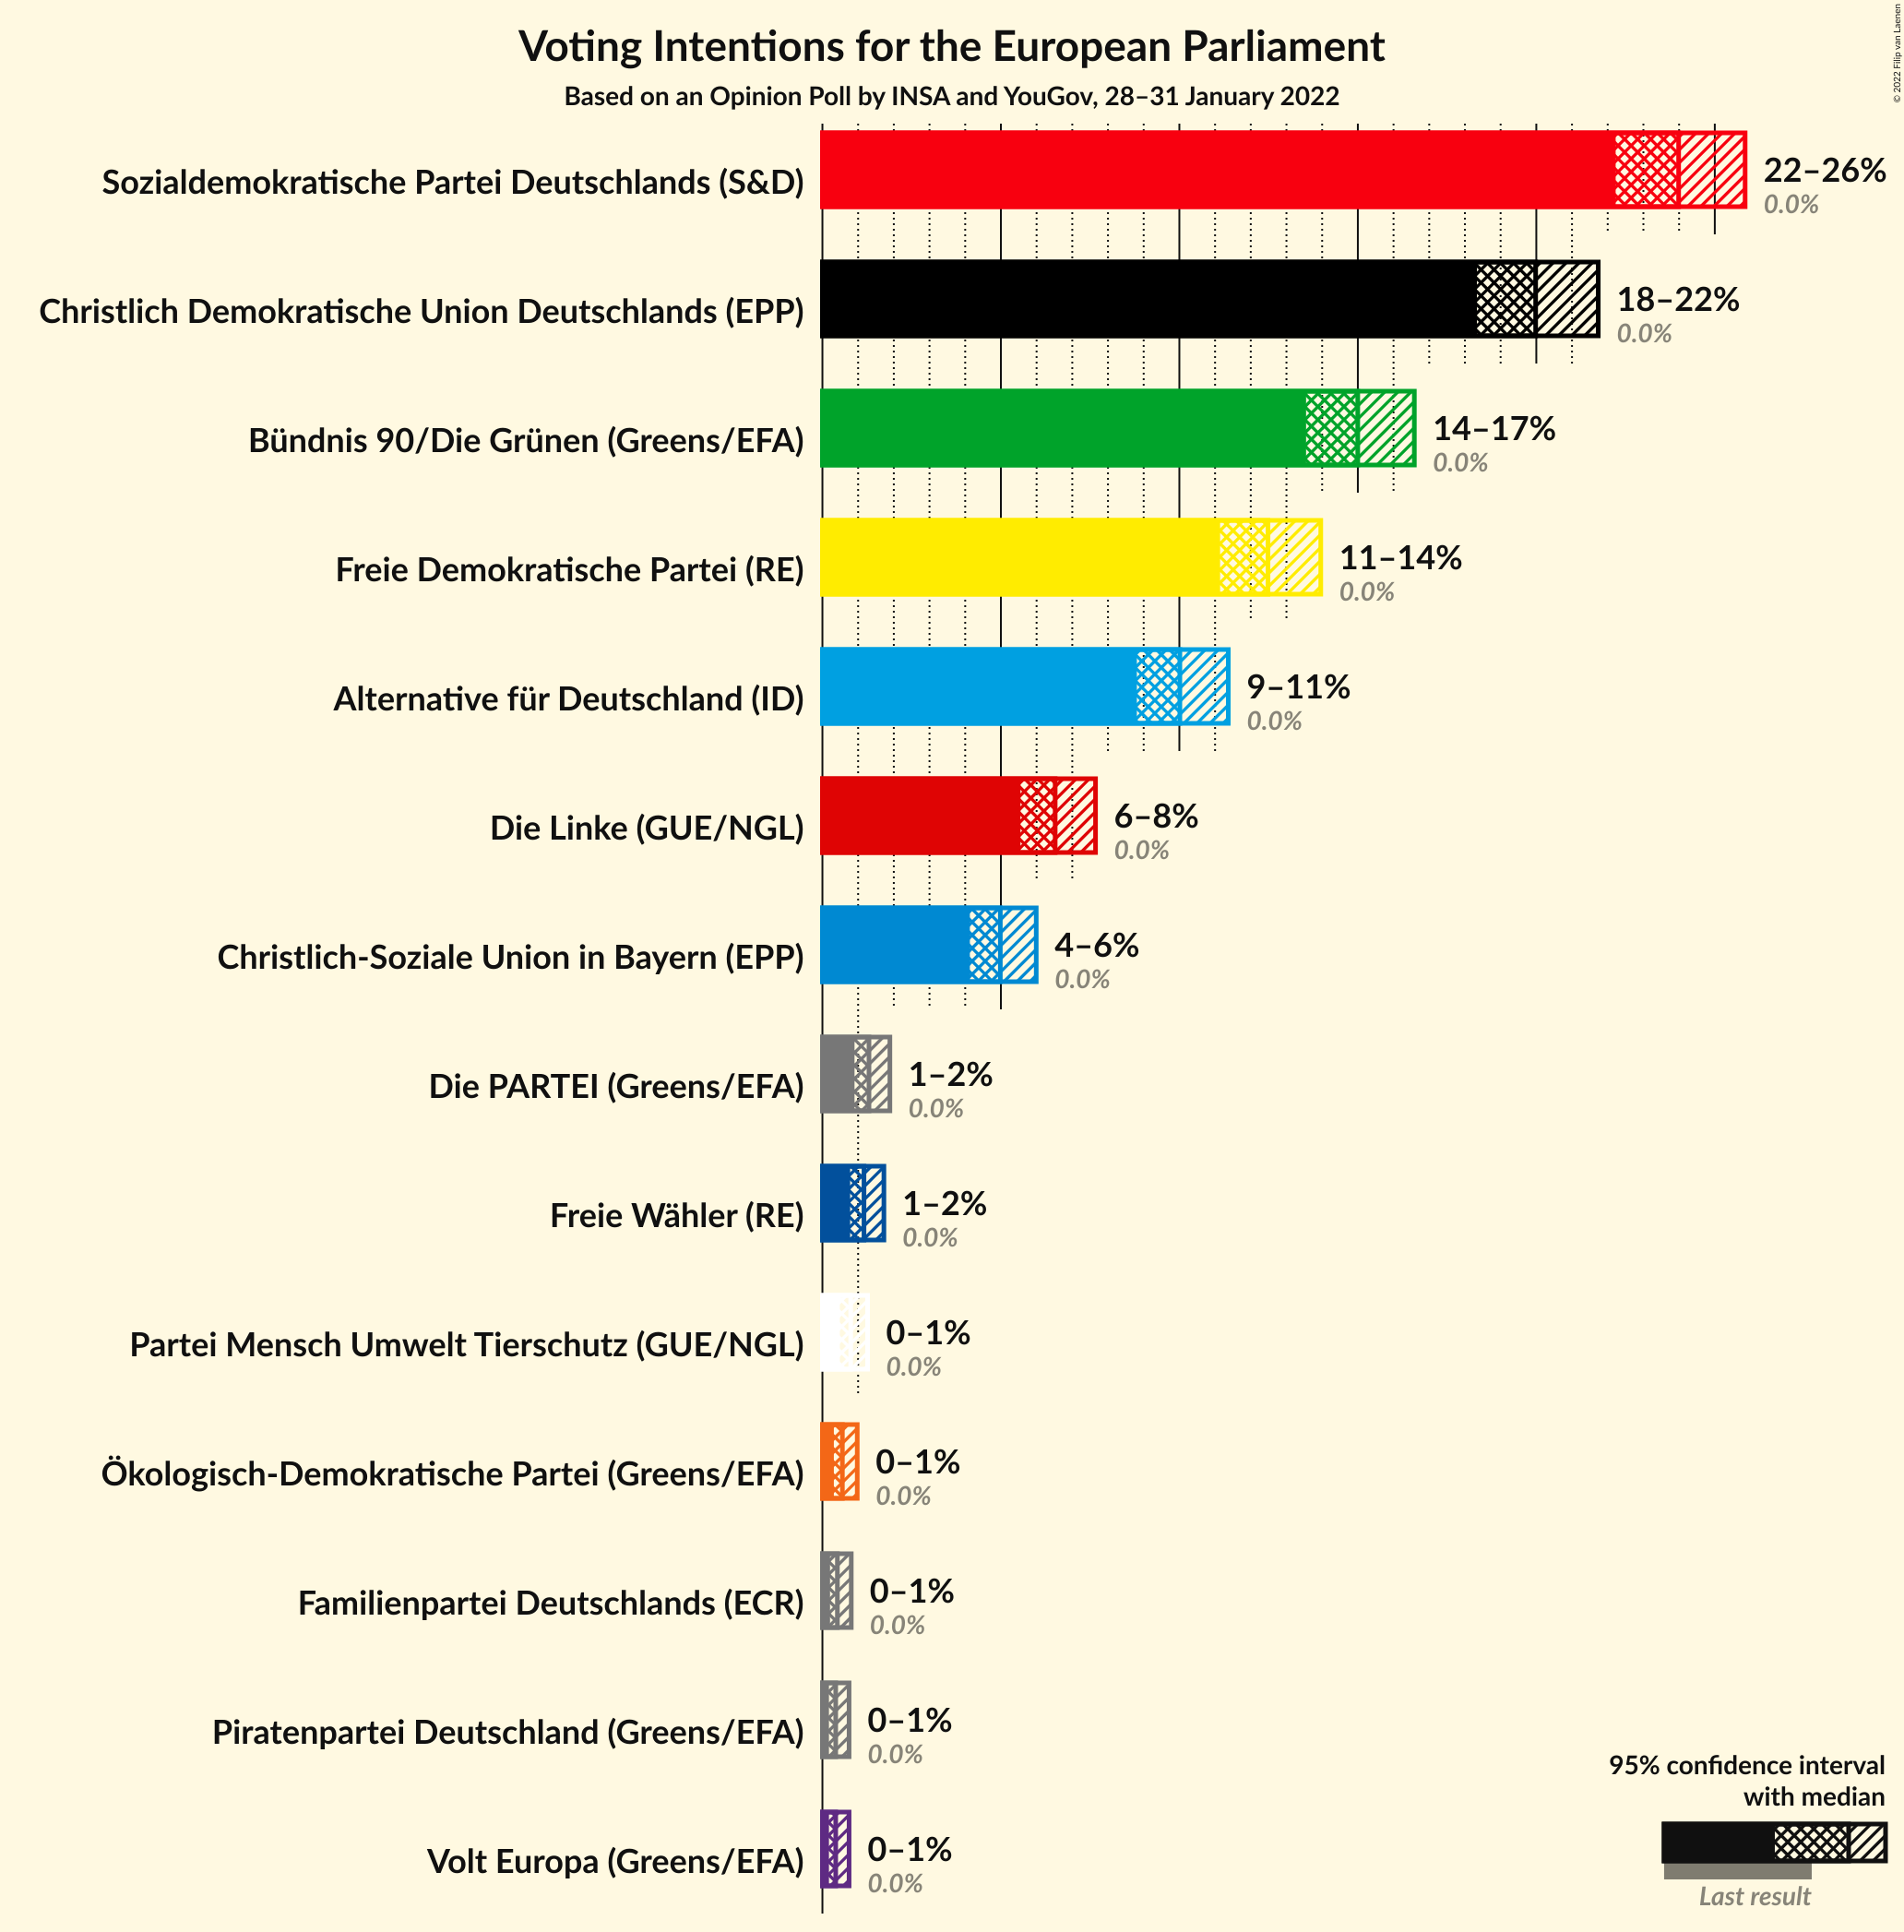 Voting Intentions for the European Parliament
Based on an Opinion Poll by INSA and YouGov, 28–31 January 2022
© 2022 Filip van Laenen
Sozialdemokratische Partei Deutschlands (S&D)
22–26%
0.0%
Christlich Demokratische Union Deutschlands (EPP)
18–22%
0.0%
Bündnis 90/Die Grünen (Greens/EFA)
14–17%
0.0%
Freie Demokratische Partei (RE)
11–14%
0.0%
Alternative für Deutschland (ID)
9–11%
0.0%
Die Linke (GUE/NGL)
6–8%
0.0%
Christlich-Soziale Union in Bayern (EPP)
4–6%
0.0%
Die PARTEI (Greens/EFA)
1–2%
0.0%
Freie Wähler (RE)
1–2%
0.0%
Partei Mensch Umwelt Tierschutz (GUE/NGL)
0–1%
0.0%
Ökologisch-Demokratische Partei (Greens/EFA)
0–1%
0.0%
Familienpartei Deutschlands (ECR)
0–1%
0.0%
Piratenpartei Deutschland (Greens/EFA)
0–1%
0.0%
Volt Europa (Greens/EFA)
0–1%
0.0%
95% confidence interval
with median
Last result